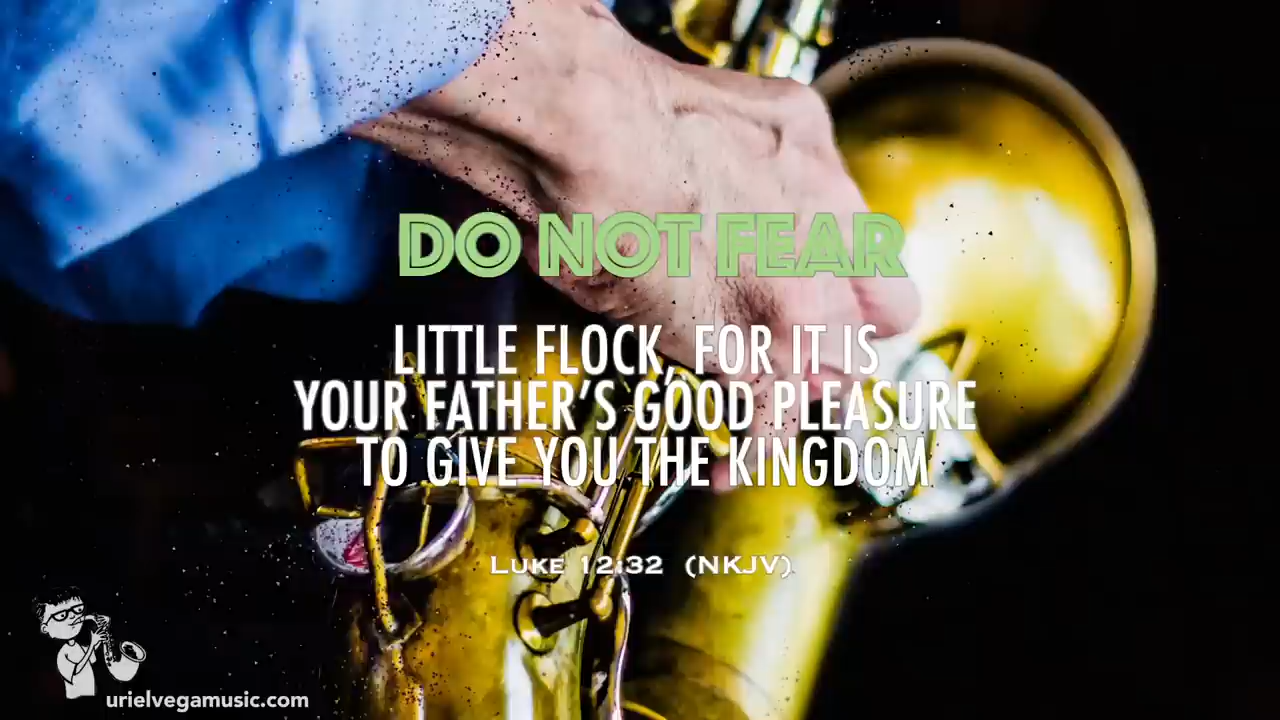 DO NOT FEAR
LITTLE FLOCK, FOR IT IS
YOUR FATHER'S GOOD PLEASURE
TO GIVE YOU THE KINGDOM
Luke 12:32 (NKJV)
urielvegamusic.com